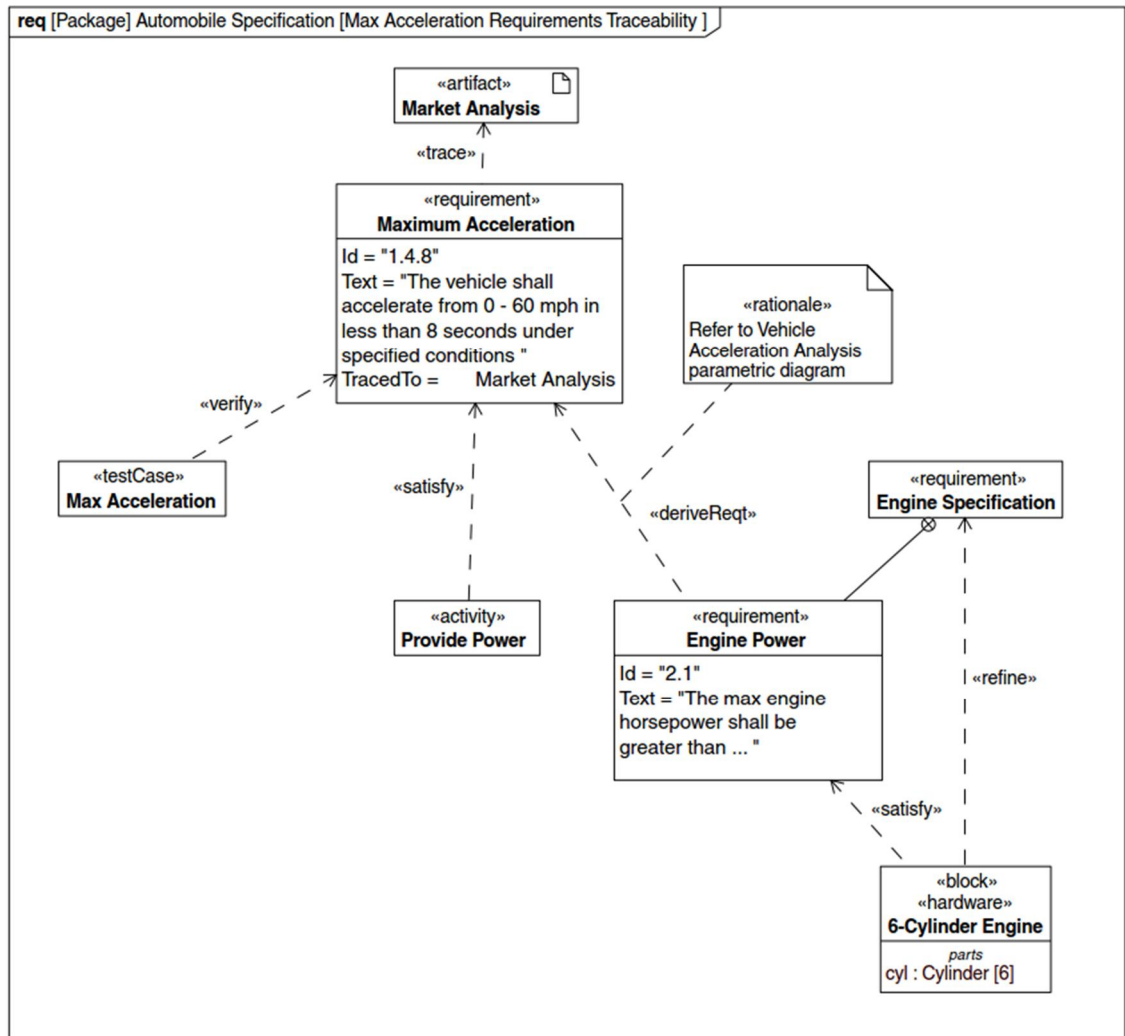 req [Package] Automobile Specification [Max Acceleration Requirements Traceability ]
«artifact»
Market Analysis
«trace»
«requirement»
Maximum Acceleration
Id = "1.4.8"
Text = "The vehicle shall
accelerate from 0 - 60 mph in
less than 8 seconds under
specified conditions "
TracedTo = Market Analysis
«rationale»
Refer to Vehicle
Acceleration Analysis
parametric diagram
«verify»
«testCase»
Max Acceleration
«satisfy»
«deriveReqt»
«requirement»
Engine Specification
«activity»
Provide Power
«requirement»
Engine Power
Id = "2.1"
Text = "The max engine
horsepower shall be
greater than ... "
«refine»
«satisfy»
«block»
«hardware»
6-Cylinder Engine
parts
cyl : Cylinder [6]